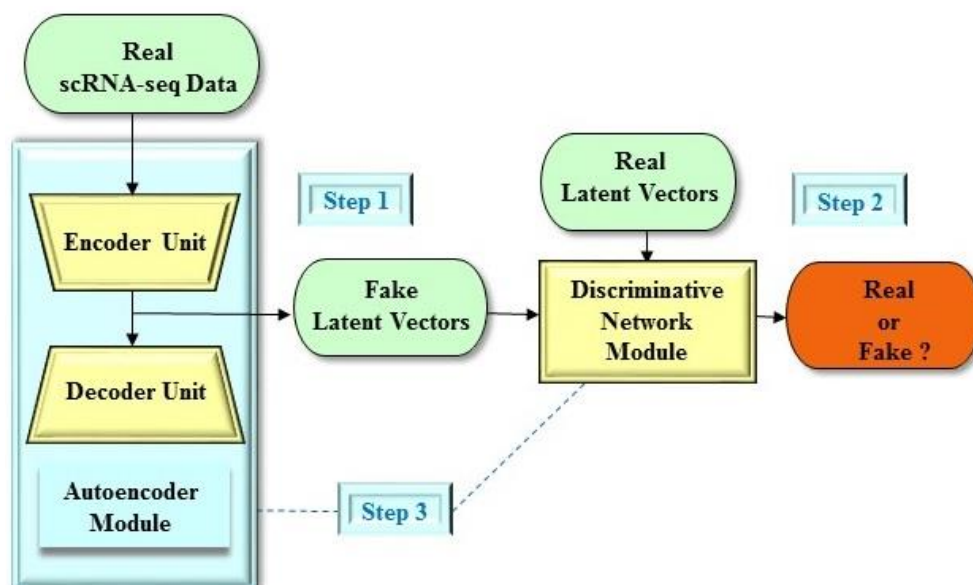 Real
scRNA-seq Data
Encoder Unit
Decoder Unit
Autoencoder
Module
Step 1
Fake
Latent Vectors
Real
Latent Vectors
Discriminative
Network
Module
Step 2
Real
or
Fake ?
Step 3